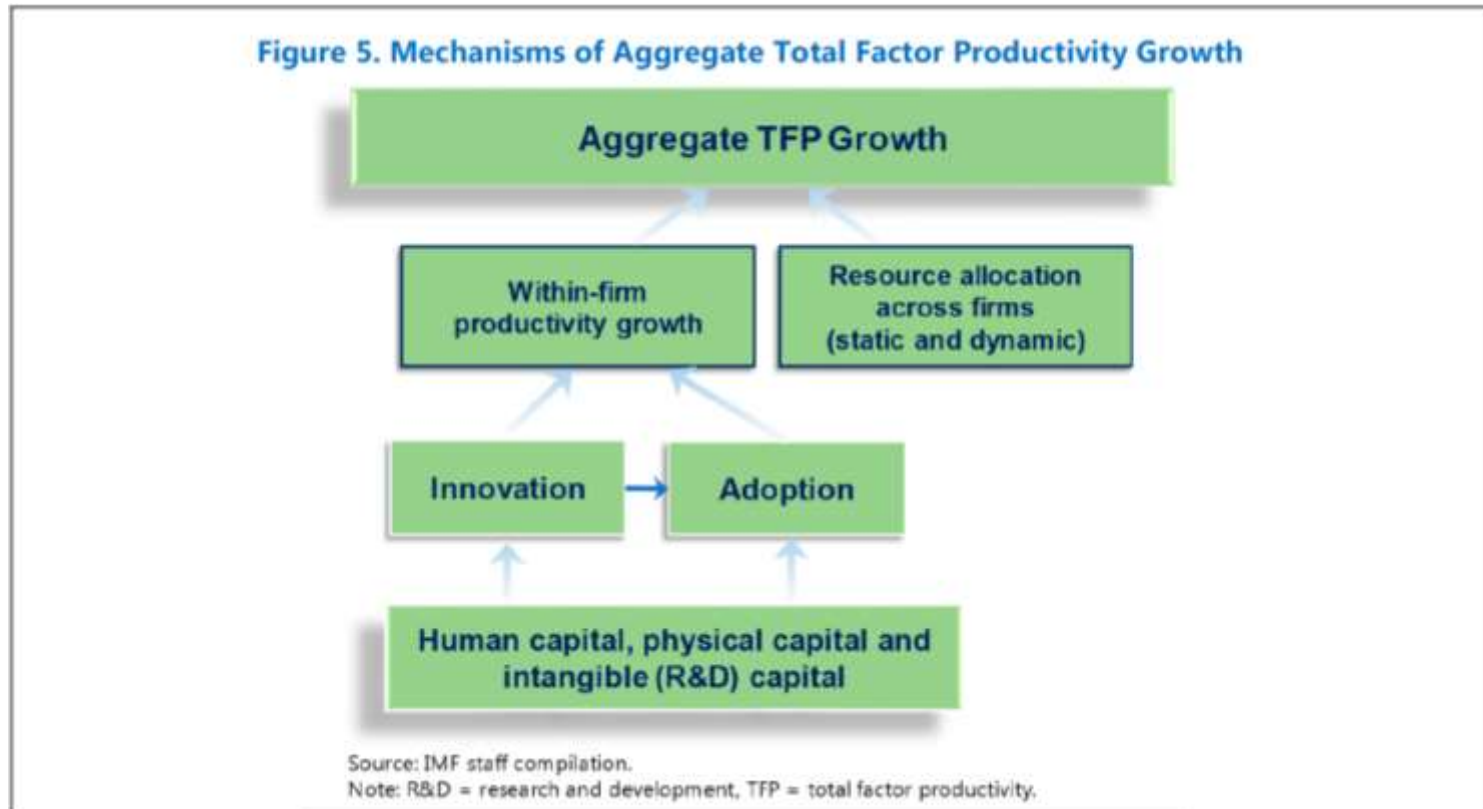 Figure 5. Mechanisms of Aggregate Total Factor Productivity Growth
Aggregate TFP Growth
Within-firm
productivity growth
Resource allocation
across firms
(static and dynamic)
Innovation
Adoption
Human capital, physical capital and
intangible (R&D) capital
Source: IMF staff compilation.
Note: R&D = research and development, TFP = total factor productivity.